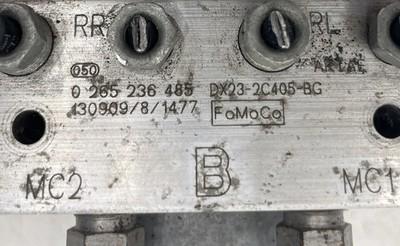 RR RL
050
0 265 236 485 DX23-2C405-BG
130909/8/1477 FoMoCo
MC2 B MC1